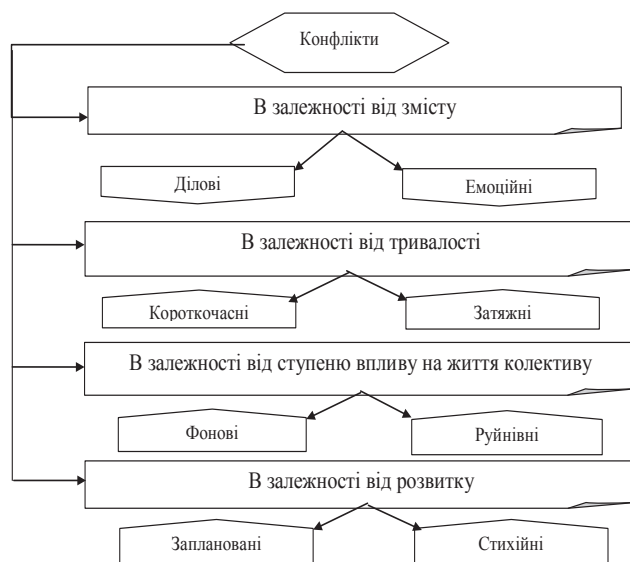 Конфлікти
В залежності від змісту
Ділові
Емоційні
В залежності від тривалості
Короткочасні
Затяжні
В залежності від ступеню впливу на життя колективу
Фонові
Руйнівні
В залежності від розвитку
Заплановані
Стихійні